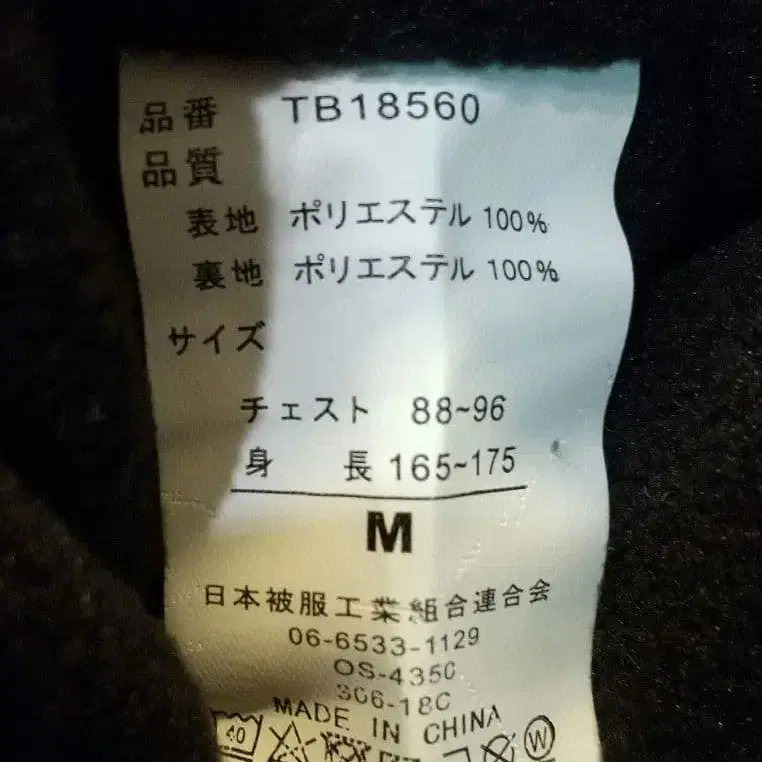 品番 TB18560
品質
表地 ポリエステル 100%
裏地 ポリエステル 100%
サイズ
チェスト 88~96
身 長 165~175
M
日本被服工業組合連合会
06-6533-1129
OS-4350
S06-18C
MADE IN CHINA
40 W